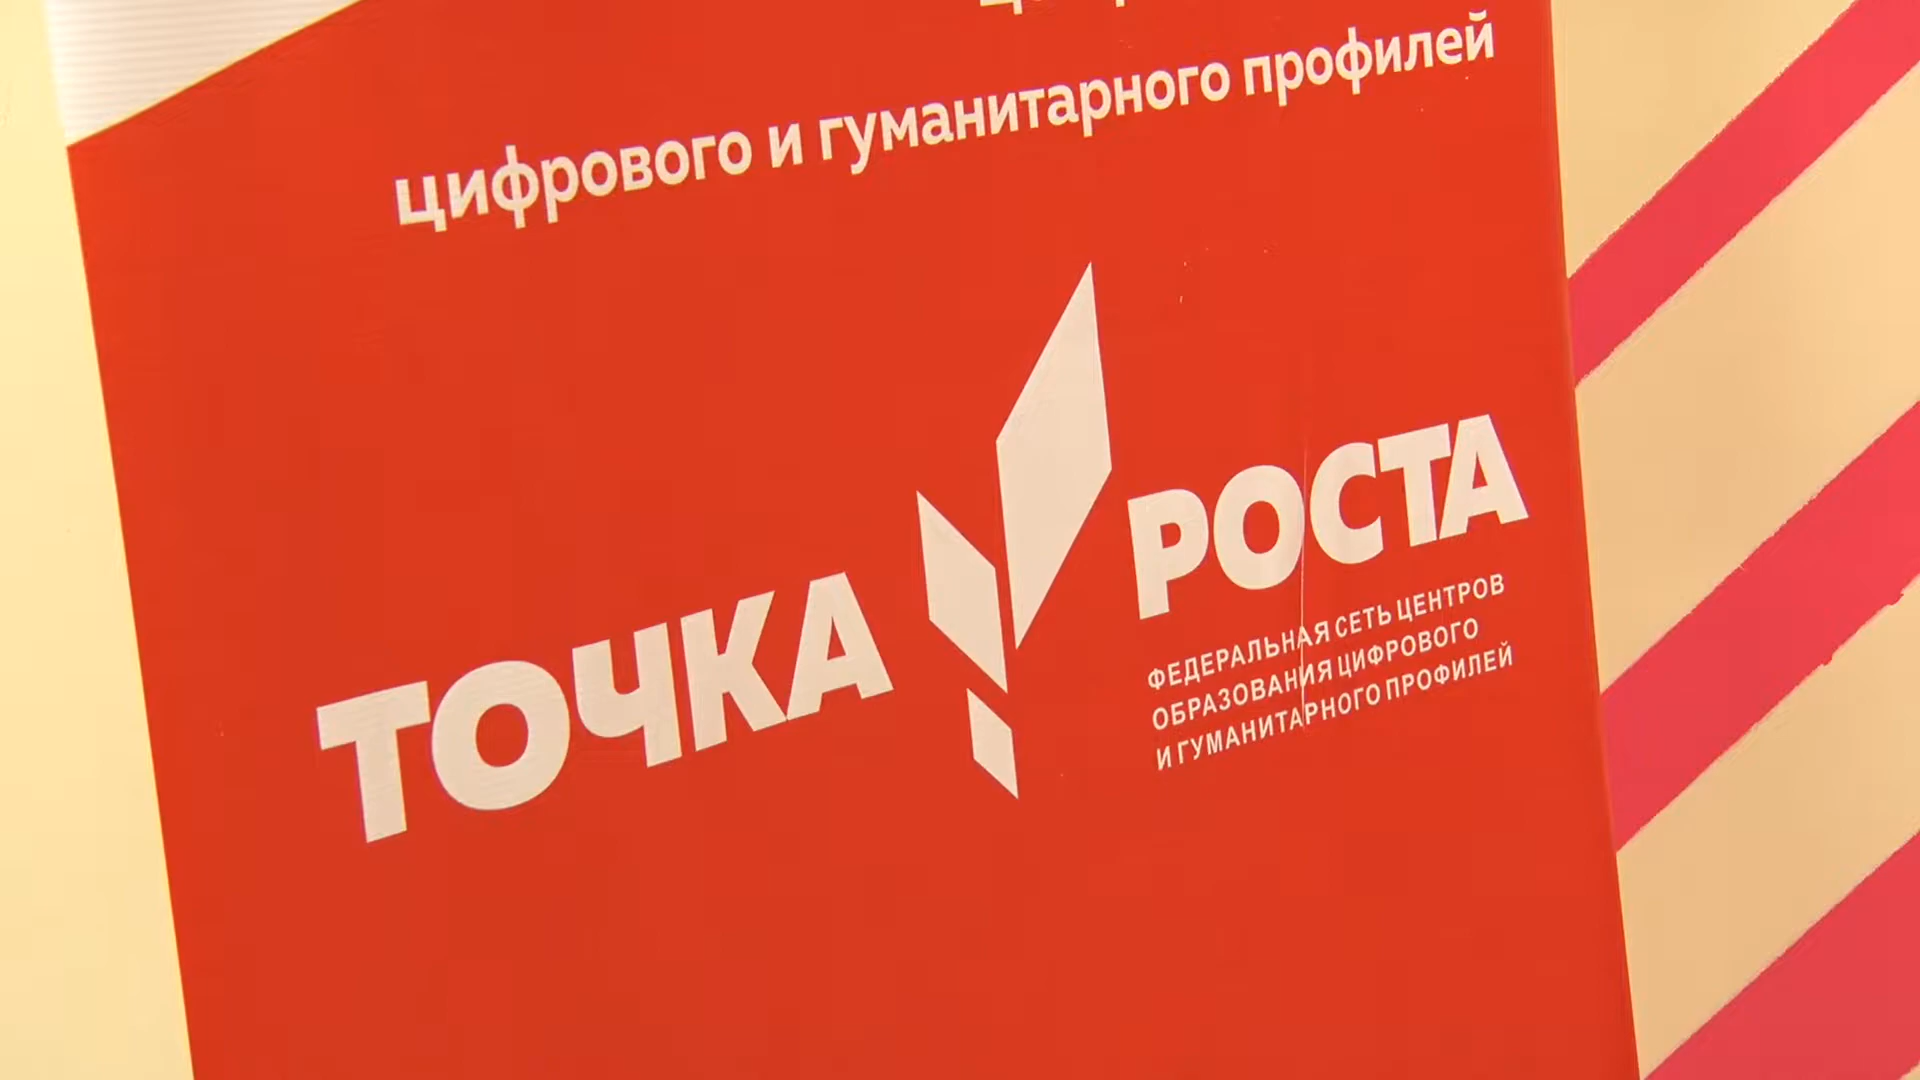 цифрового и гуманитарного профилей
ТОЧКА РОСТА
ФЕДЕРАЛЬНАЯ СЕТЬ ЦЕНТРОВ
ОБРАЗОВАНИЯ ЦИФРОВОГО
И ГУМАНИТАРНОГО ПРОФИЛЕЙ